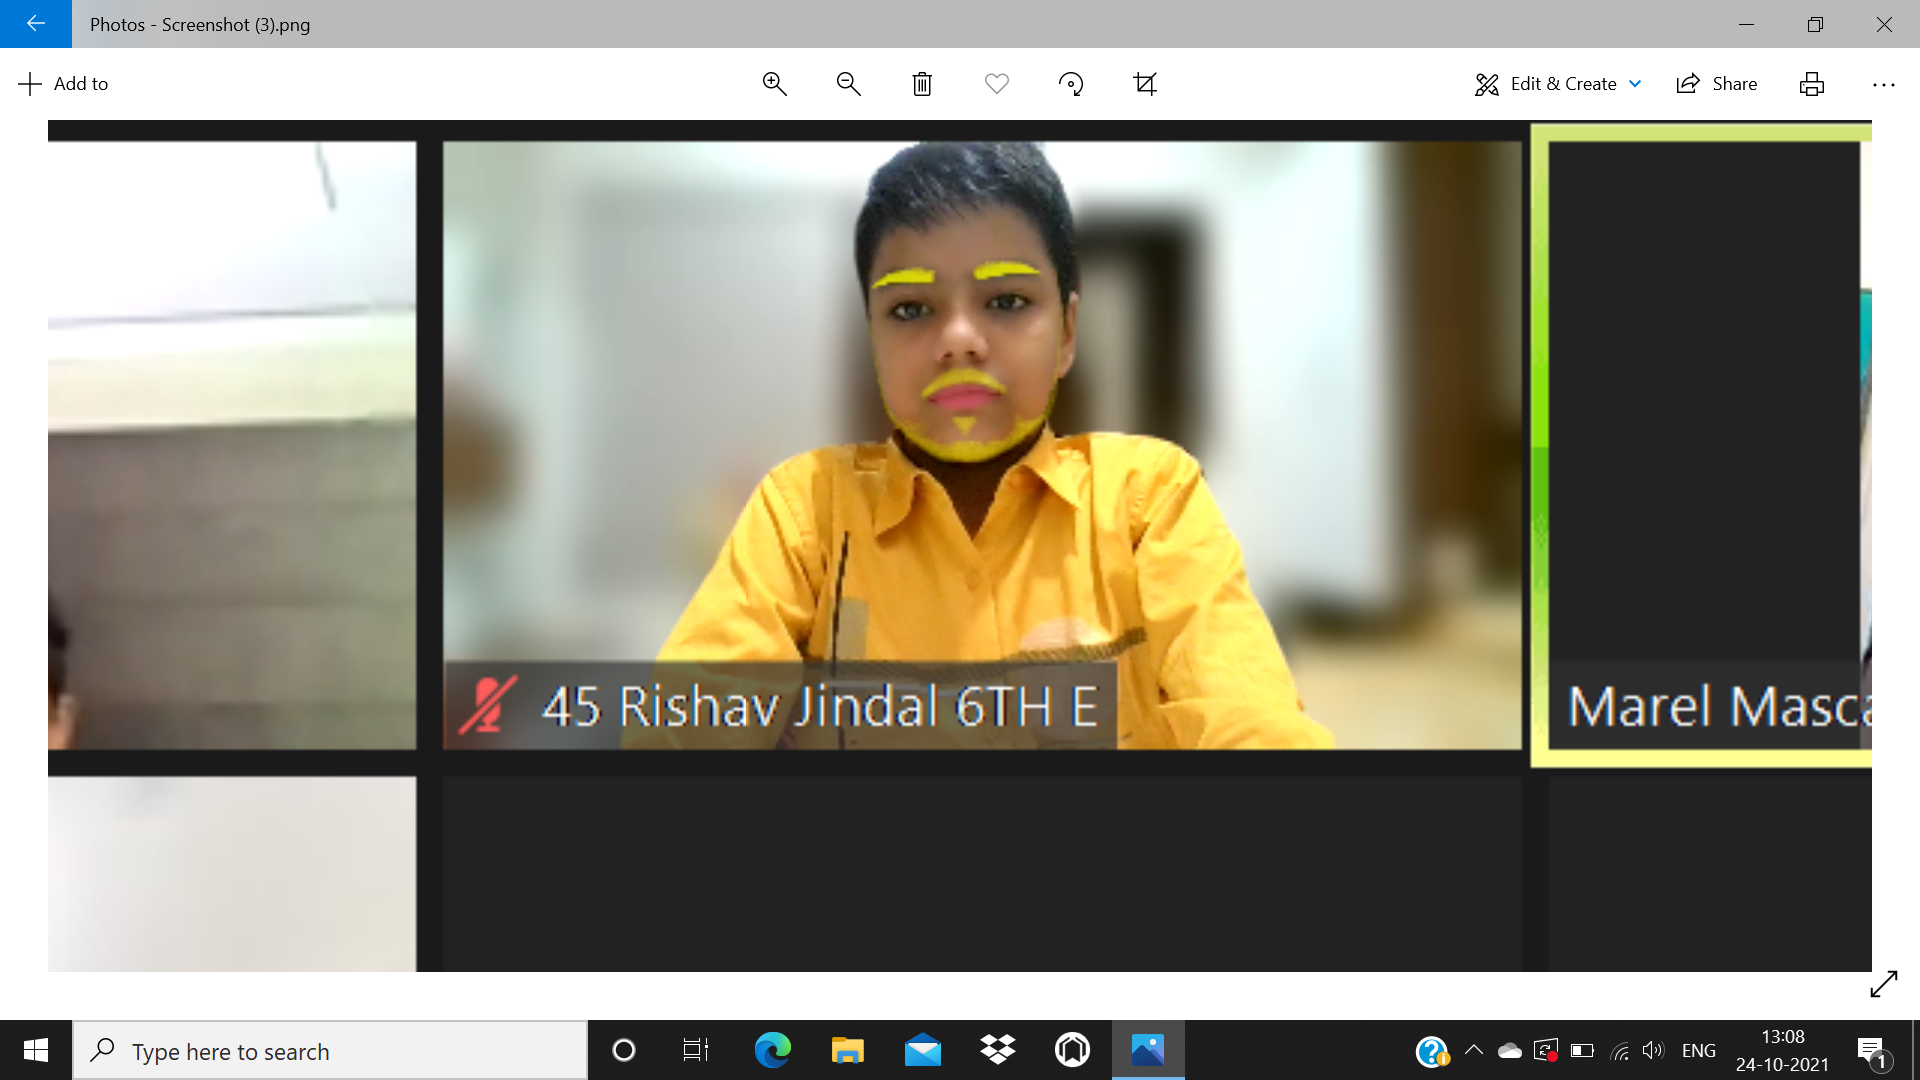 Photos - Screenshot (3).png
Add to
Edit & Create
Share
45 Rishav Jindal 6TH E
Marel
Type here to search
ENG
13:08
24-10-2021
1